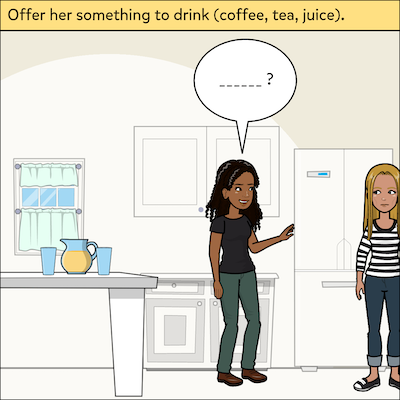 Offer her something to drink (coffee, tea, juice).
______ ?